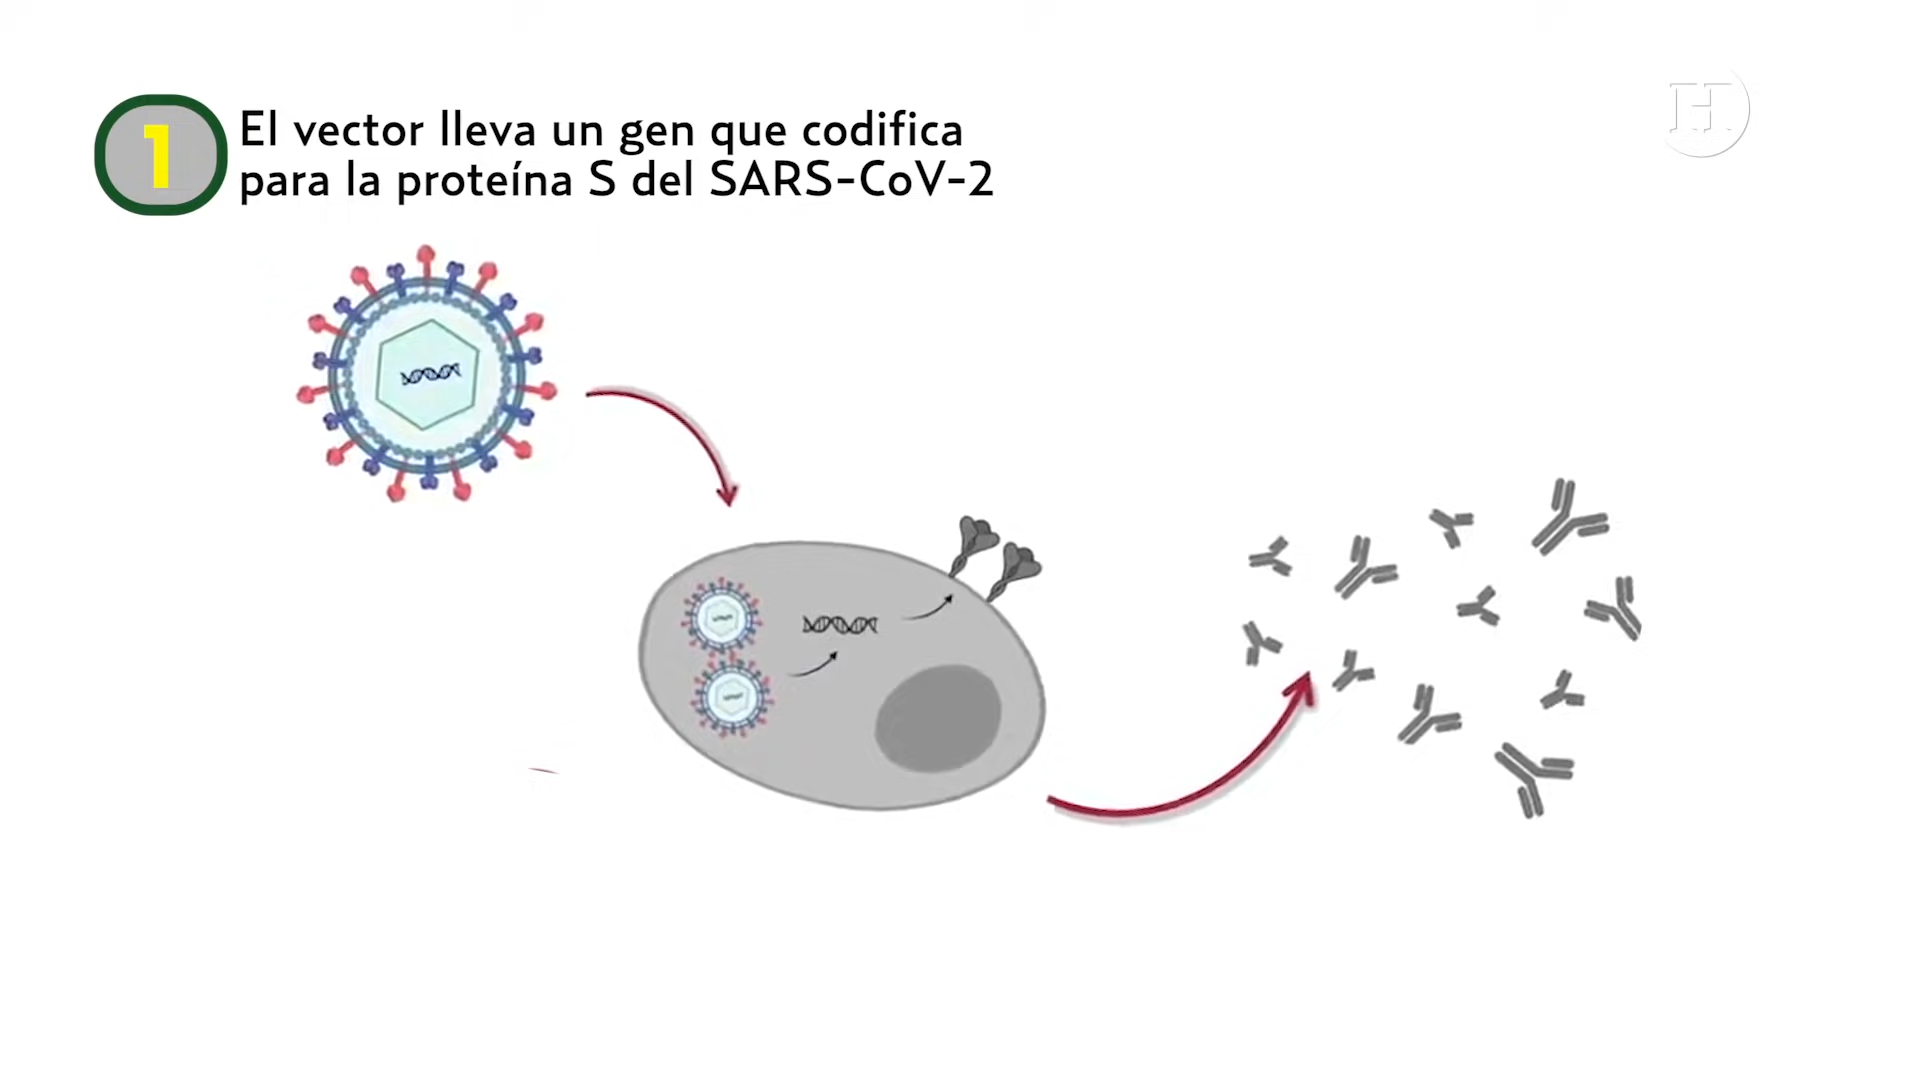 1
El vector lleva un gen que codifica
para la proteína S del SARS-CoV-2
H